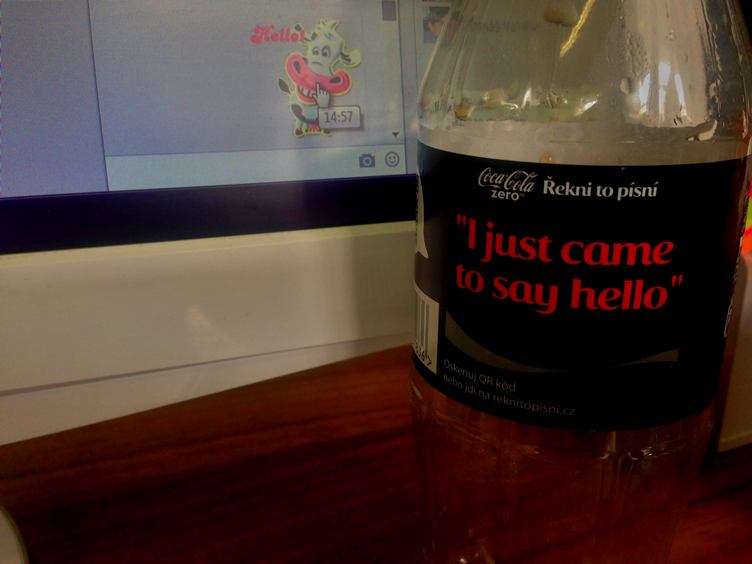 Hello!
14:57
Coca-Cola
zero™
Řekni to písní
"I just came
to say hello"
Oskenuj QR kód
nebo jdi na reknitopisni.cz